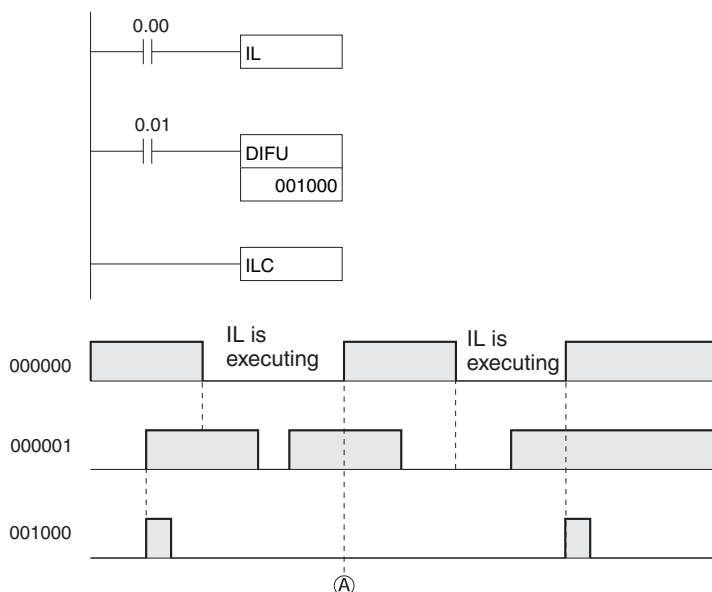 0.00
IL
0.01
DIFU
001000
ILC
IL is
executing
IL is
executing
000000
000001
001000
Ⓐ